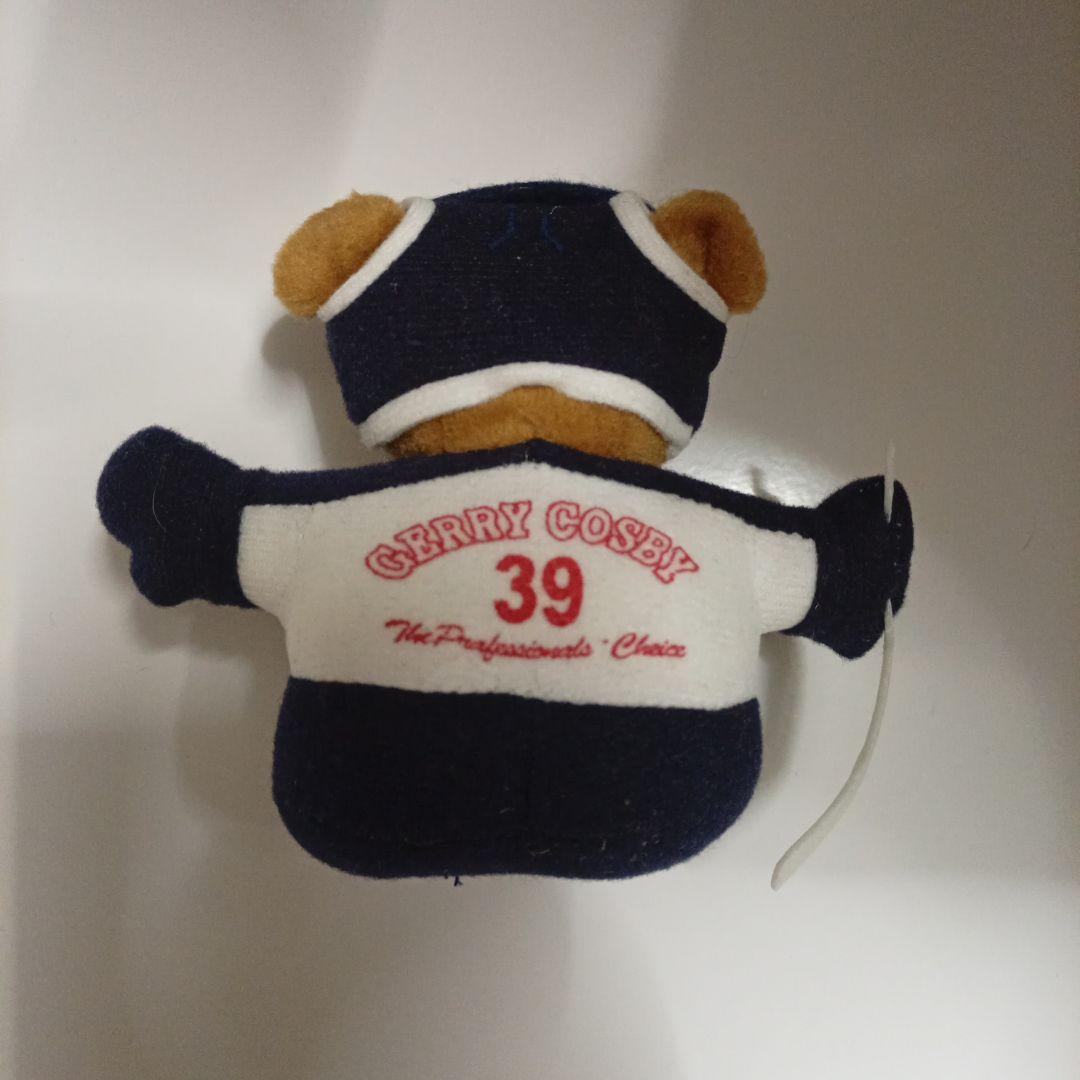 GERRY COSBY
39
The Professionals' Choice